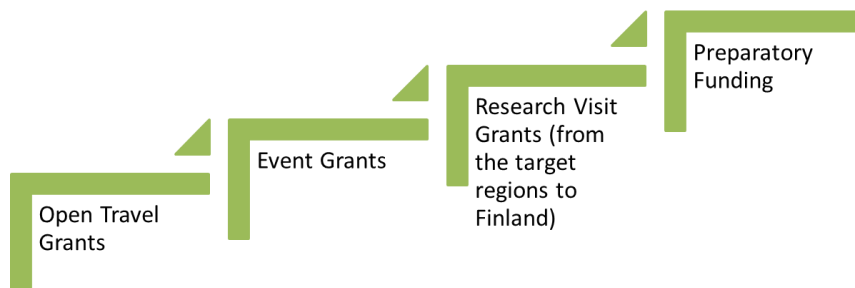 Open Travel
Grants
Event Grants
Research Visit
Grants (from
the target
regions to
Finland)
Preparatory
Funding